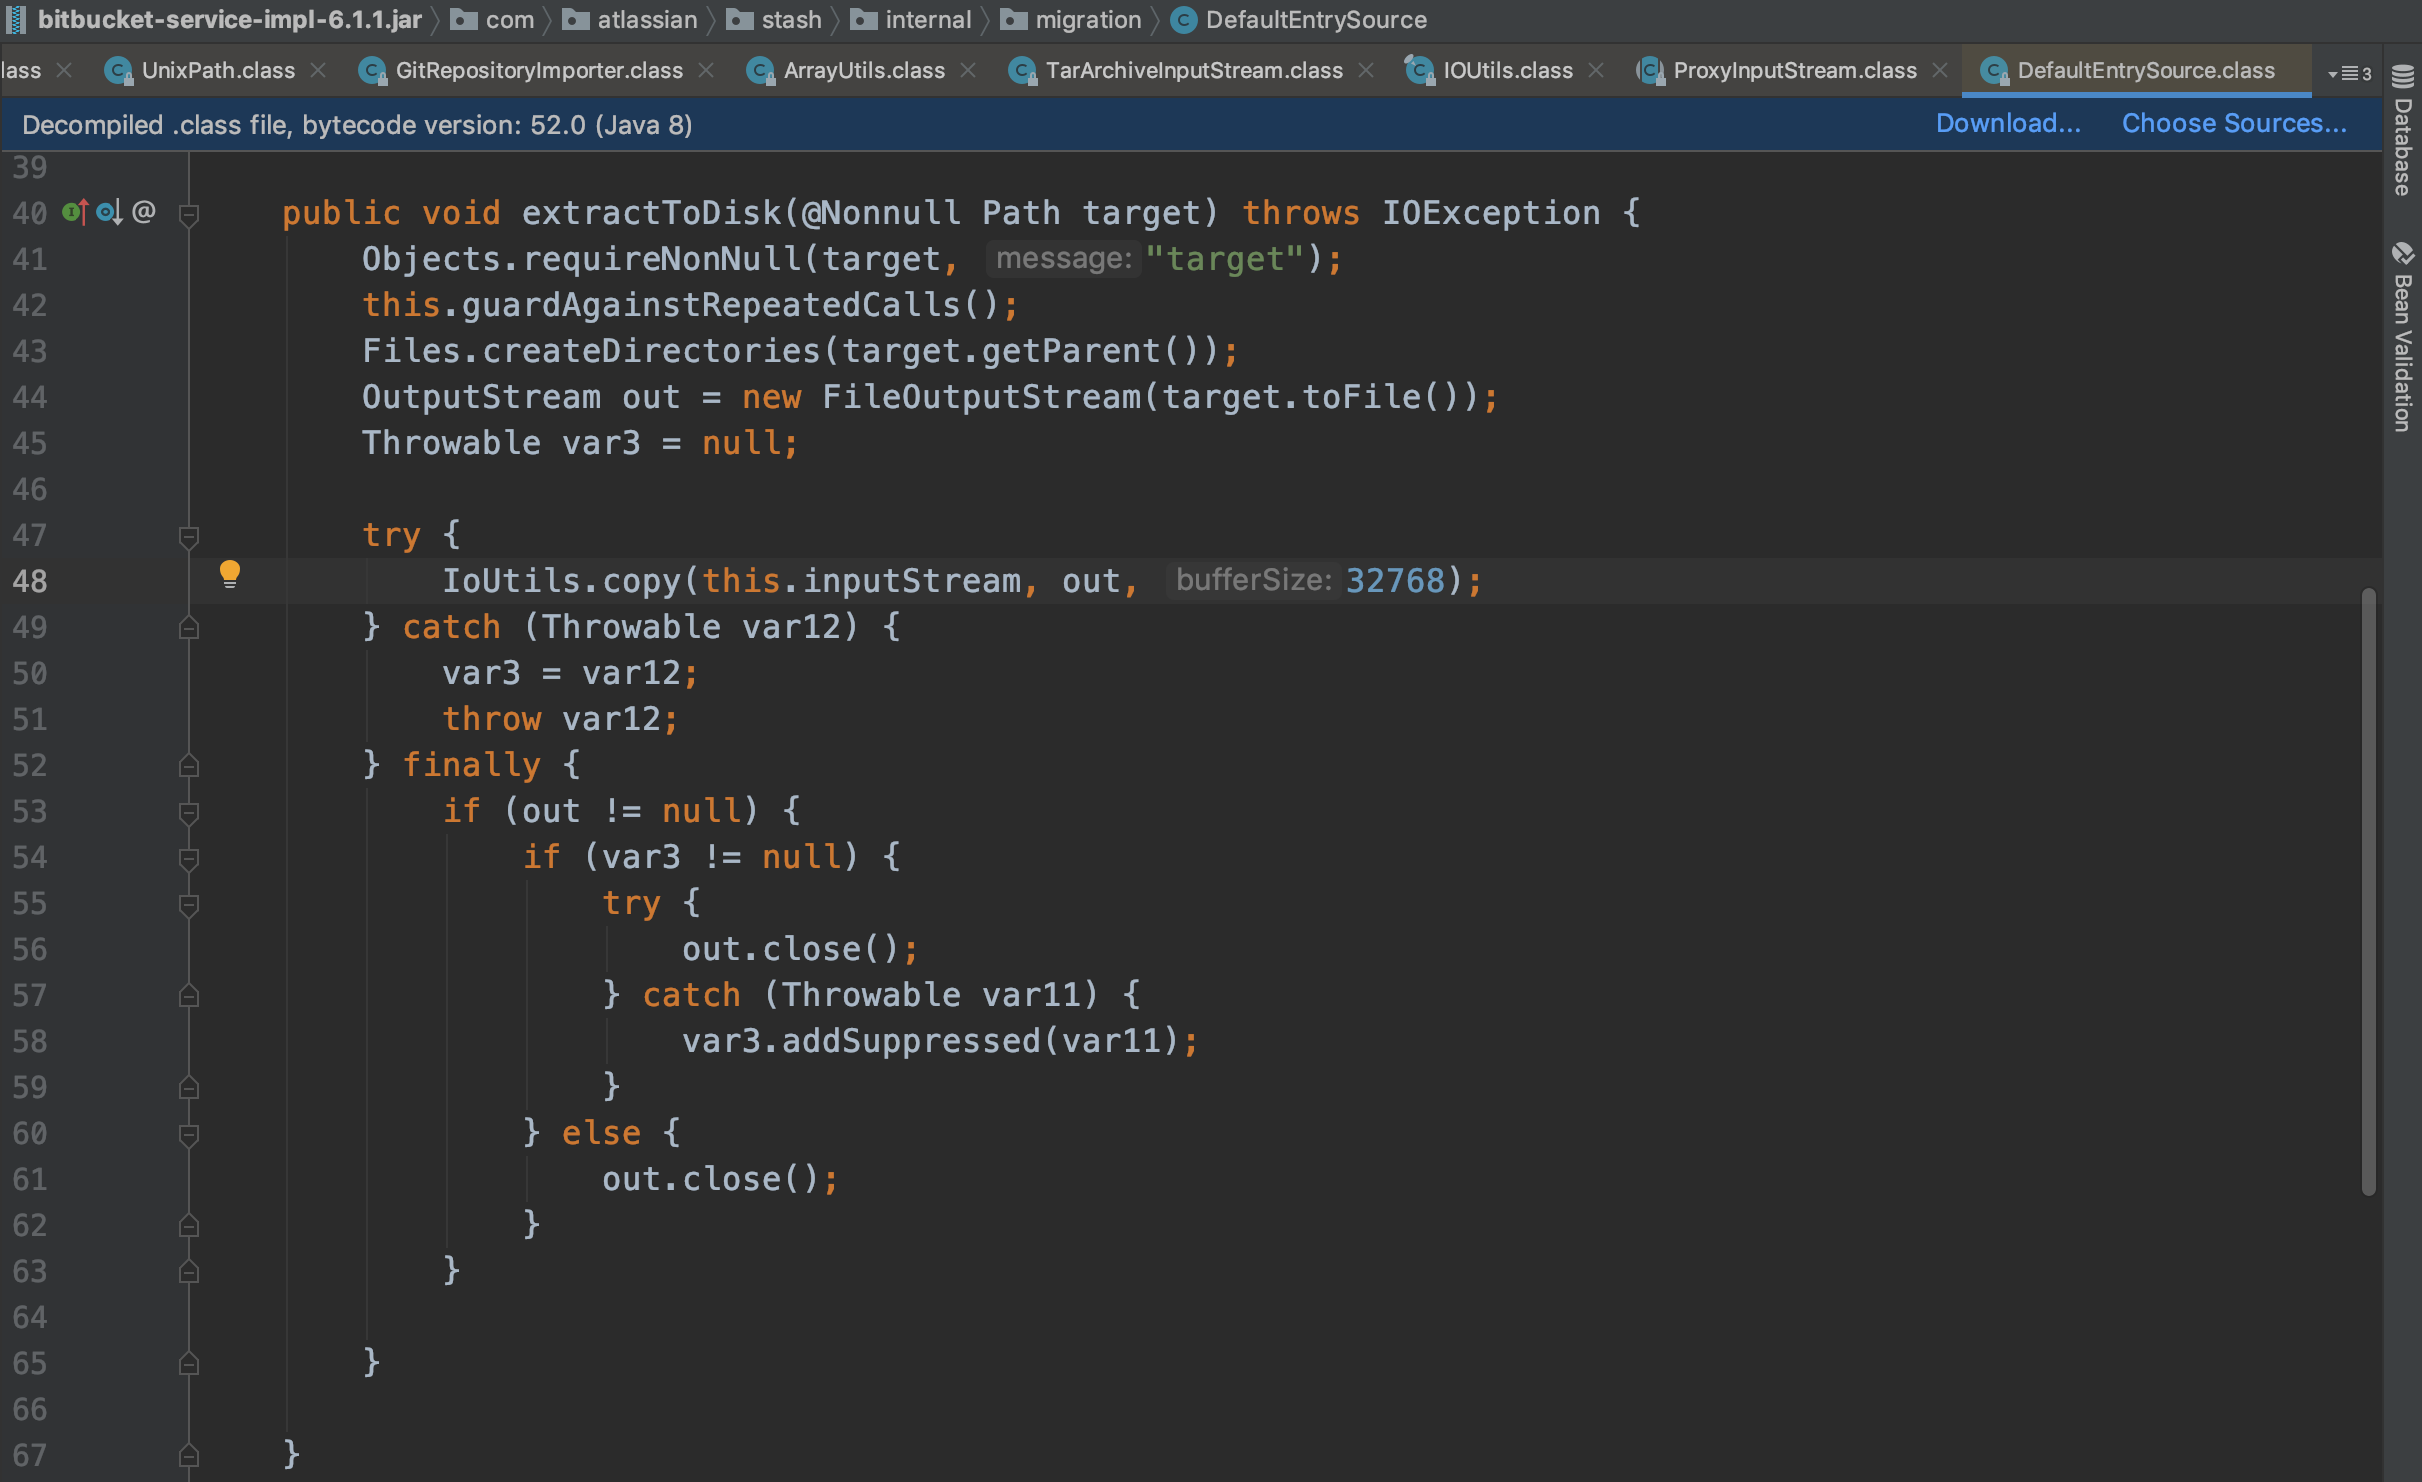 bitbucket-service-impl-6.1.1.jar com atlassian stash internal migration DefaultEntrySource
lass UnixPath.class GitRepositoryImporter.class ArrayUtils.class TarArchiveInputStream.class IOUtils.class ProxyInputStream.class DefaultEntrySource.class 3
Decompiled .class file, bytecode version: 52.0 (Java 8) Download... Choose Sources...
39
40 @ public void extractToDisk(@Nonnull Path target) throws IOException {
41 Objects.requireNonNull(target, message: "target");
42 this.guardAgainstRepeatedCalls();
43 Files.createDirectories(target.getParent());
44 OutputStream out = new FileOutputStream(target.toFile());
45 Throwable var3 = null;
46
47 try {
48 IoUtils.copy(this.inputStream, out, bufferSize: 32768);
49 } catch (Throwable var12) {
50 var3 = var12;
51 throw var12;
52 } finally {
53 if (out != null) {
54 if (var3 != null) {
55 try {
56 out.close();
57 } catch (Throwable var11) {
58 var3.addSuppressed(var11);
59 }
60 } else {
61 out.close();
62 }
63 }
64
65 }
66
67 }
Database
Bean Validation